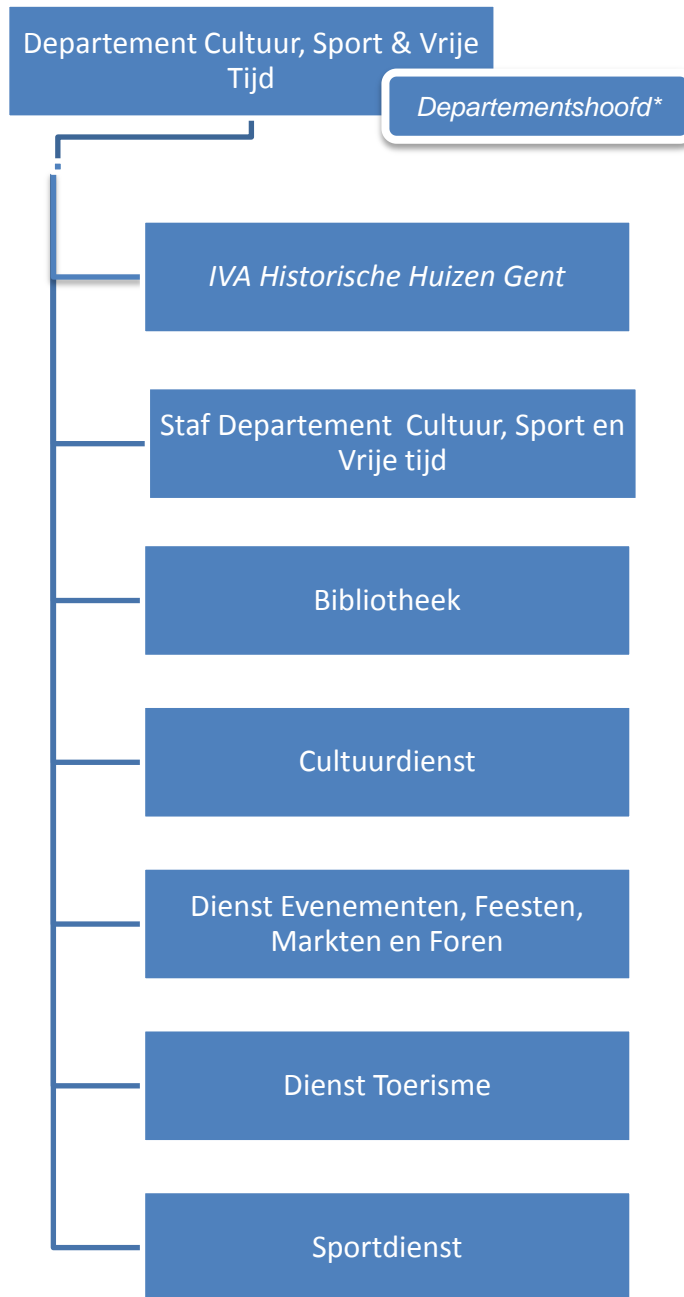 Departement Cultuur, Sport & Vrije
Tijd
Departementshoofd*
IVA Historische Huizen Gent
Staf Departement Cultuur, Sport en
Vrije tijd
Bibliotheek
Cultuurdienst
Dienst Evenementen, Feesten,
Markten en Foren
Dienst Toerisme
Sportdienst